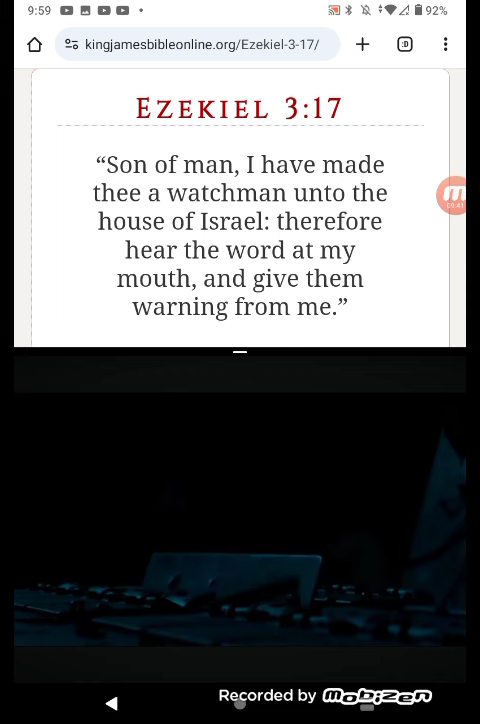 9:59
92%
kingjamesbibleonline.org/Ezekiel-3-17/
:D
EZEKIEL 3:17
“Son of man, I have made
thee a watchman unto the
house of Israel: therefore
hear the word at my
mouth, and give them
warning from me.”
m
09:41
Recorded by Mobizen